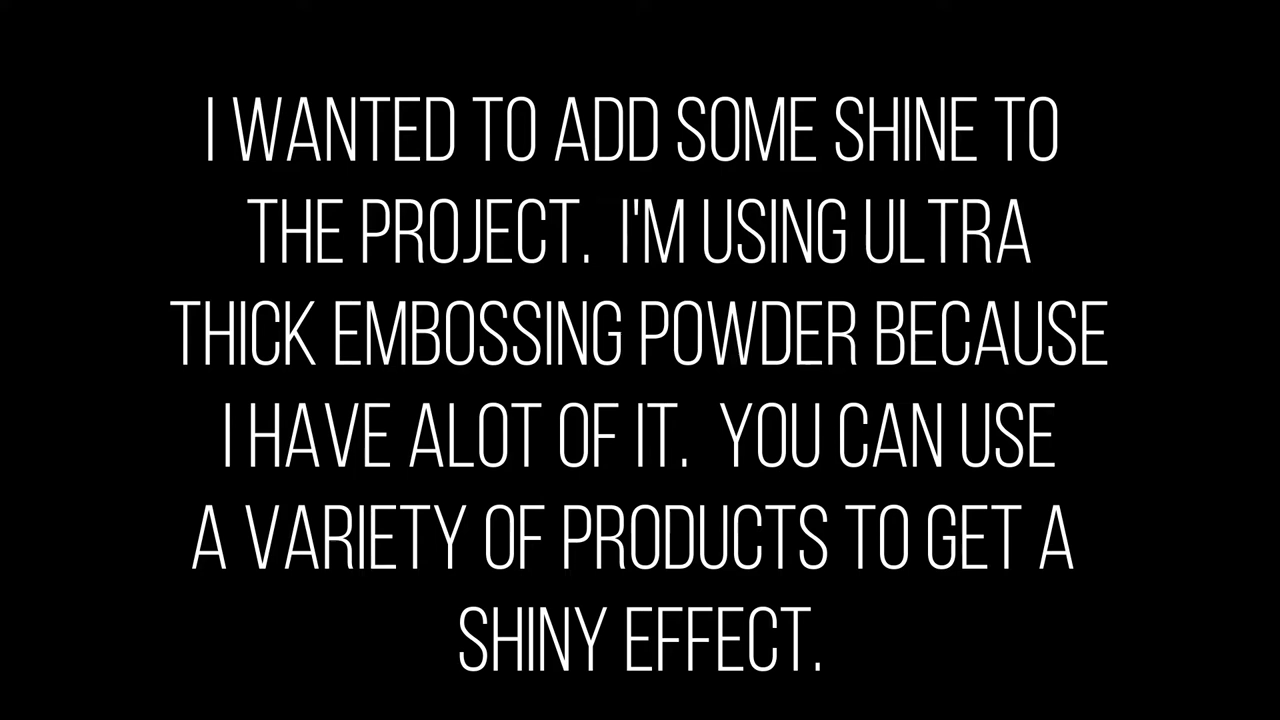 I WANTED TO ADD SOME SHINE TO
THE PROJECT. I'M USING ULTRA
THICK EMBOSSING POWDER BECAUSE
I HAVE ALOT OF IT. YOU CAN USE
A VARIETY OF PRODUCTS TO GET A
SHINY EFFECT.